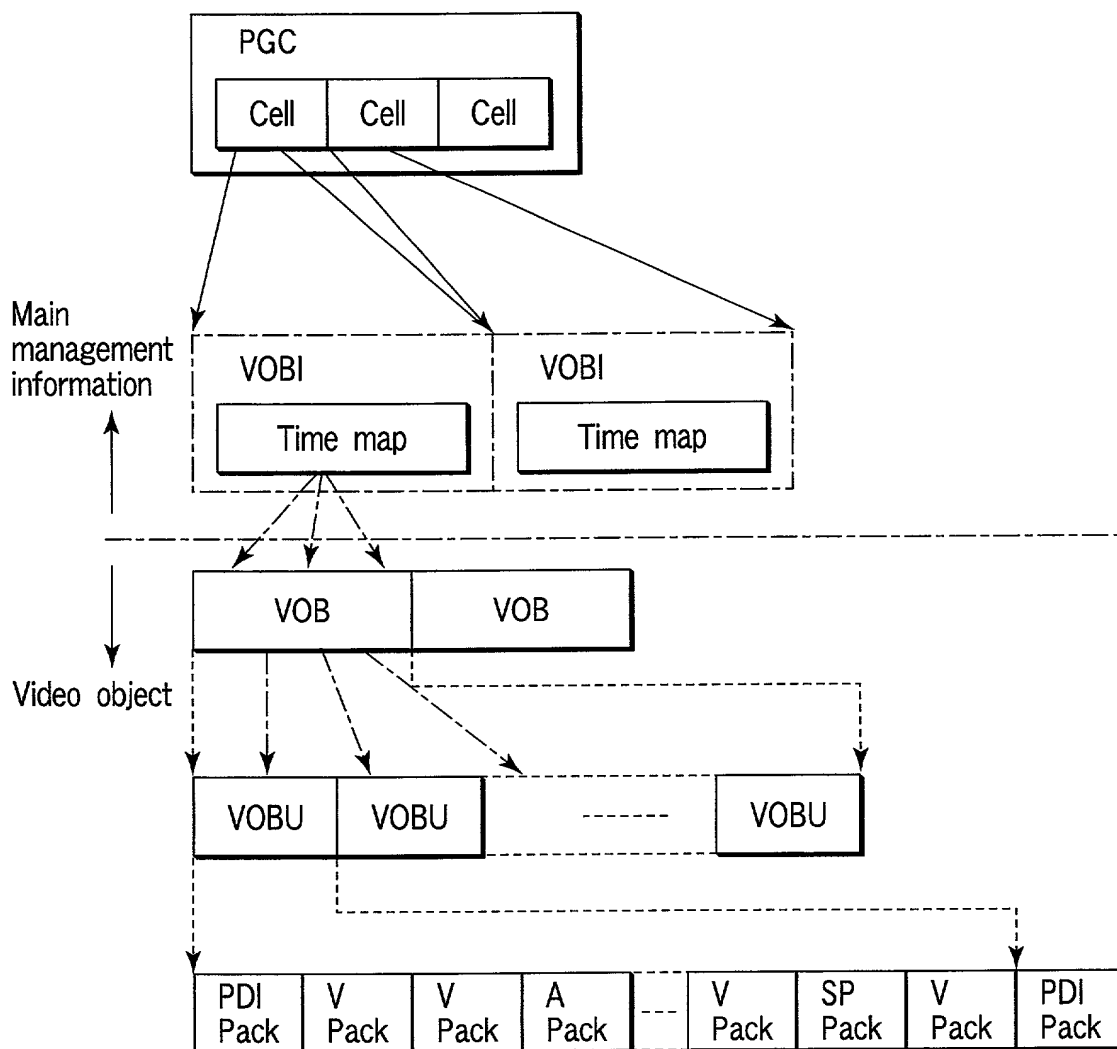 PGC
Cell
Cell
Cell
Main
management
information
VOBI
VOBI
Time map
Time map
VOB
VOB
Video object
VOBU
VOBU
VOBU
PDI
Pack
V
Pack
V
Pack
A
Pack
V
Pack
SP
Pack
V
Pack
PDI
Pack